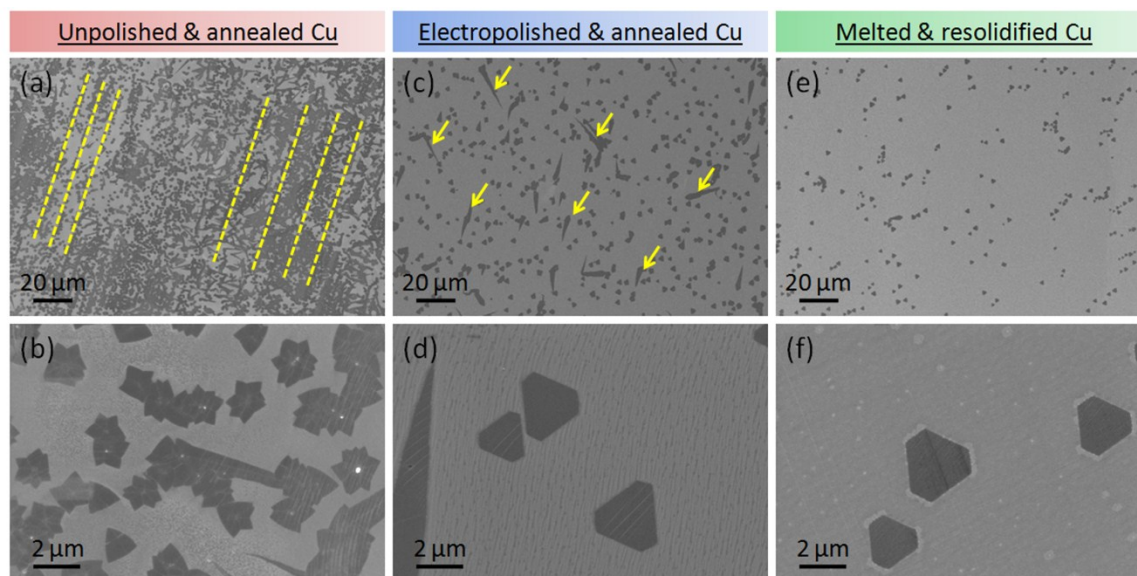 Unpolished & annealed Cu
Electropolished & annealed Cu
Melted & resolidified Cu
(a)
20 μm
(c)
20 μm
(e)
20 μm
(b)
2 μm
(d)
2 μm
(f)
2 μm